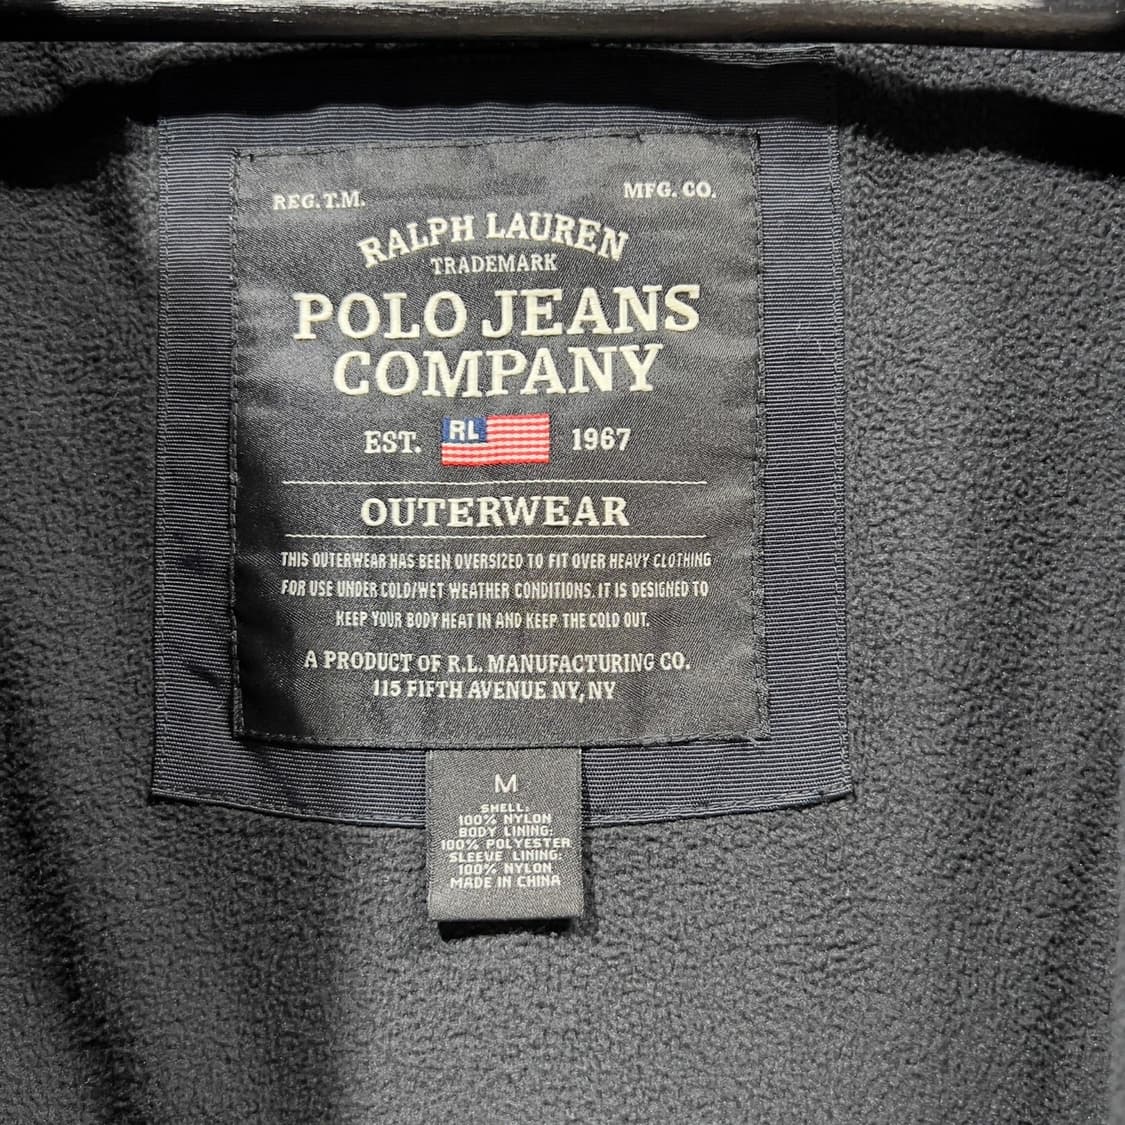 REG. T.M. MFG. CO.
RALPH LAUREN
TRADEMARK
POLO JEANS
COMPANY
EST. RL 1967
OUTERWEAR
THIS OUTERWEAR HAS BEEN OVERSIZED TO FIT OVER HEAVY CLOTHING
FOR USE UNDER COLD/WET WEATHER CONDITIONS. IT IS DESIGNED TO
KEEP YOUR BODY HEAT IN AND KEEP THE COLD OUT.
A PRODUCT OF R.L. MANUFACTURING CO.
115 FIFTH AVENUE NY, NY
M
SHELL:
100% NYLON
BODY LINING:
100% POLYESTER
SLEEVE LINING:
100% NYLON
MADE IN CHINA